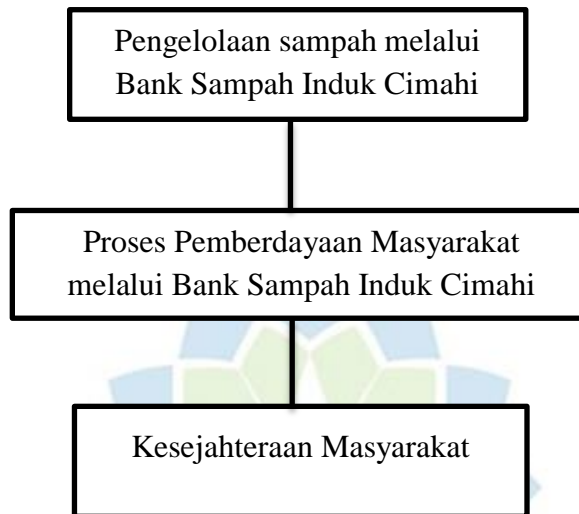 Pengelolaan sampah melalui
Bank Sampah Induk Cimahi
Proses Pemberdayaan Masyarakat
melalui Bank Sampah Induk Cimahi
Kesejahteraan Masyarakat